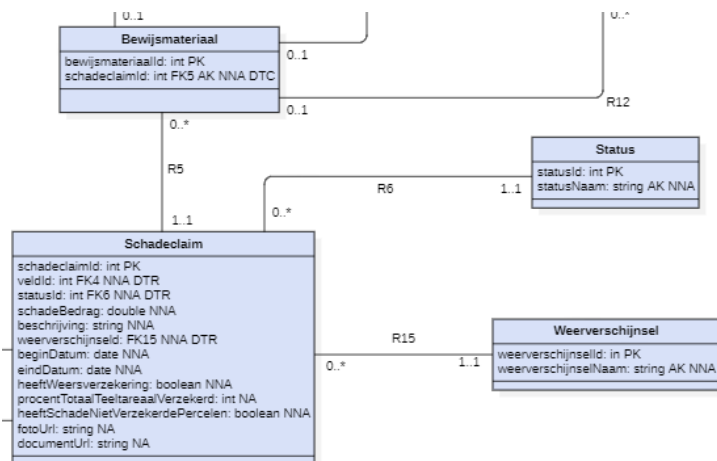 0..1
0..*
Bewijsmateriaal
bewijsmateriaalId: int PK
schadeclaimId: int FK5 AK NNA DTC
0..1
0..1
R12
0..*
R5
1..1
Status
statusId: int PK
statusNaam: string AK NNA
R6
1..1
0..*
Schadeclaim
schadeclaimId: int PK
veldId: int FK4 NNA DTR
statusId: int FK6 NNA DTR
schadeBedrag: double NNA
beschrijving: string NNA
weerverschijnseld: FK15 NNA DTR
beginDatum: date NNA
eindDatum: date NNA
heeftWeersverzekering: boolean NNA
procentTotaalTeeltareaalVerzekerd: int NA
heeftSchadeNietVerzekerdePercelen: boolean NNA
fotoUrl: string NA
documentUrl: string NA
R15
0..*
1..1
Weerverschijnsel
weerverschijnselId: in PK
weerverschijnselNaam: string AK NNA